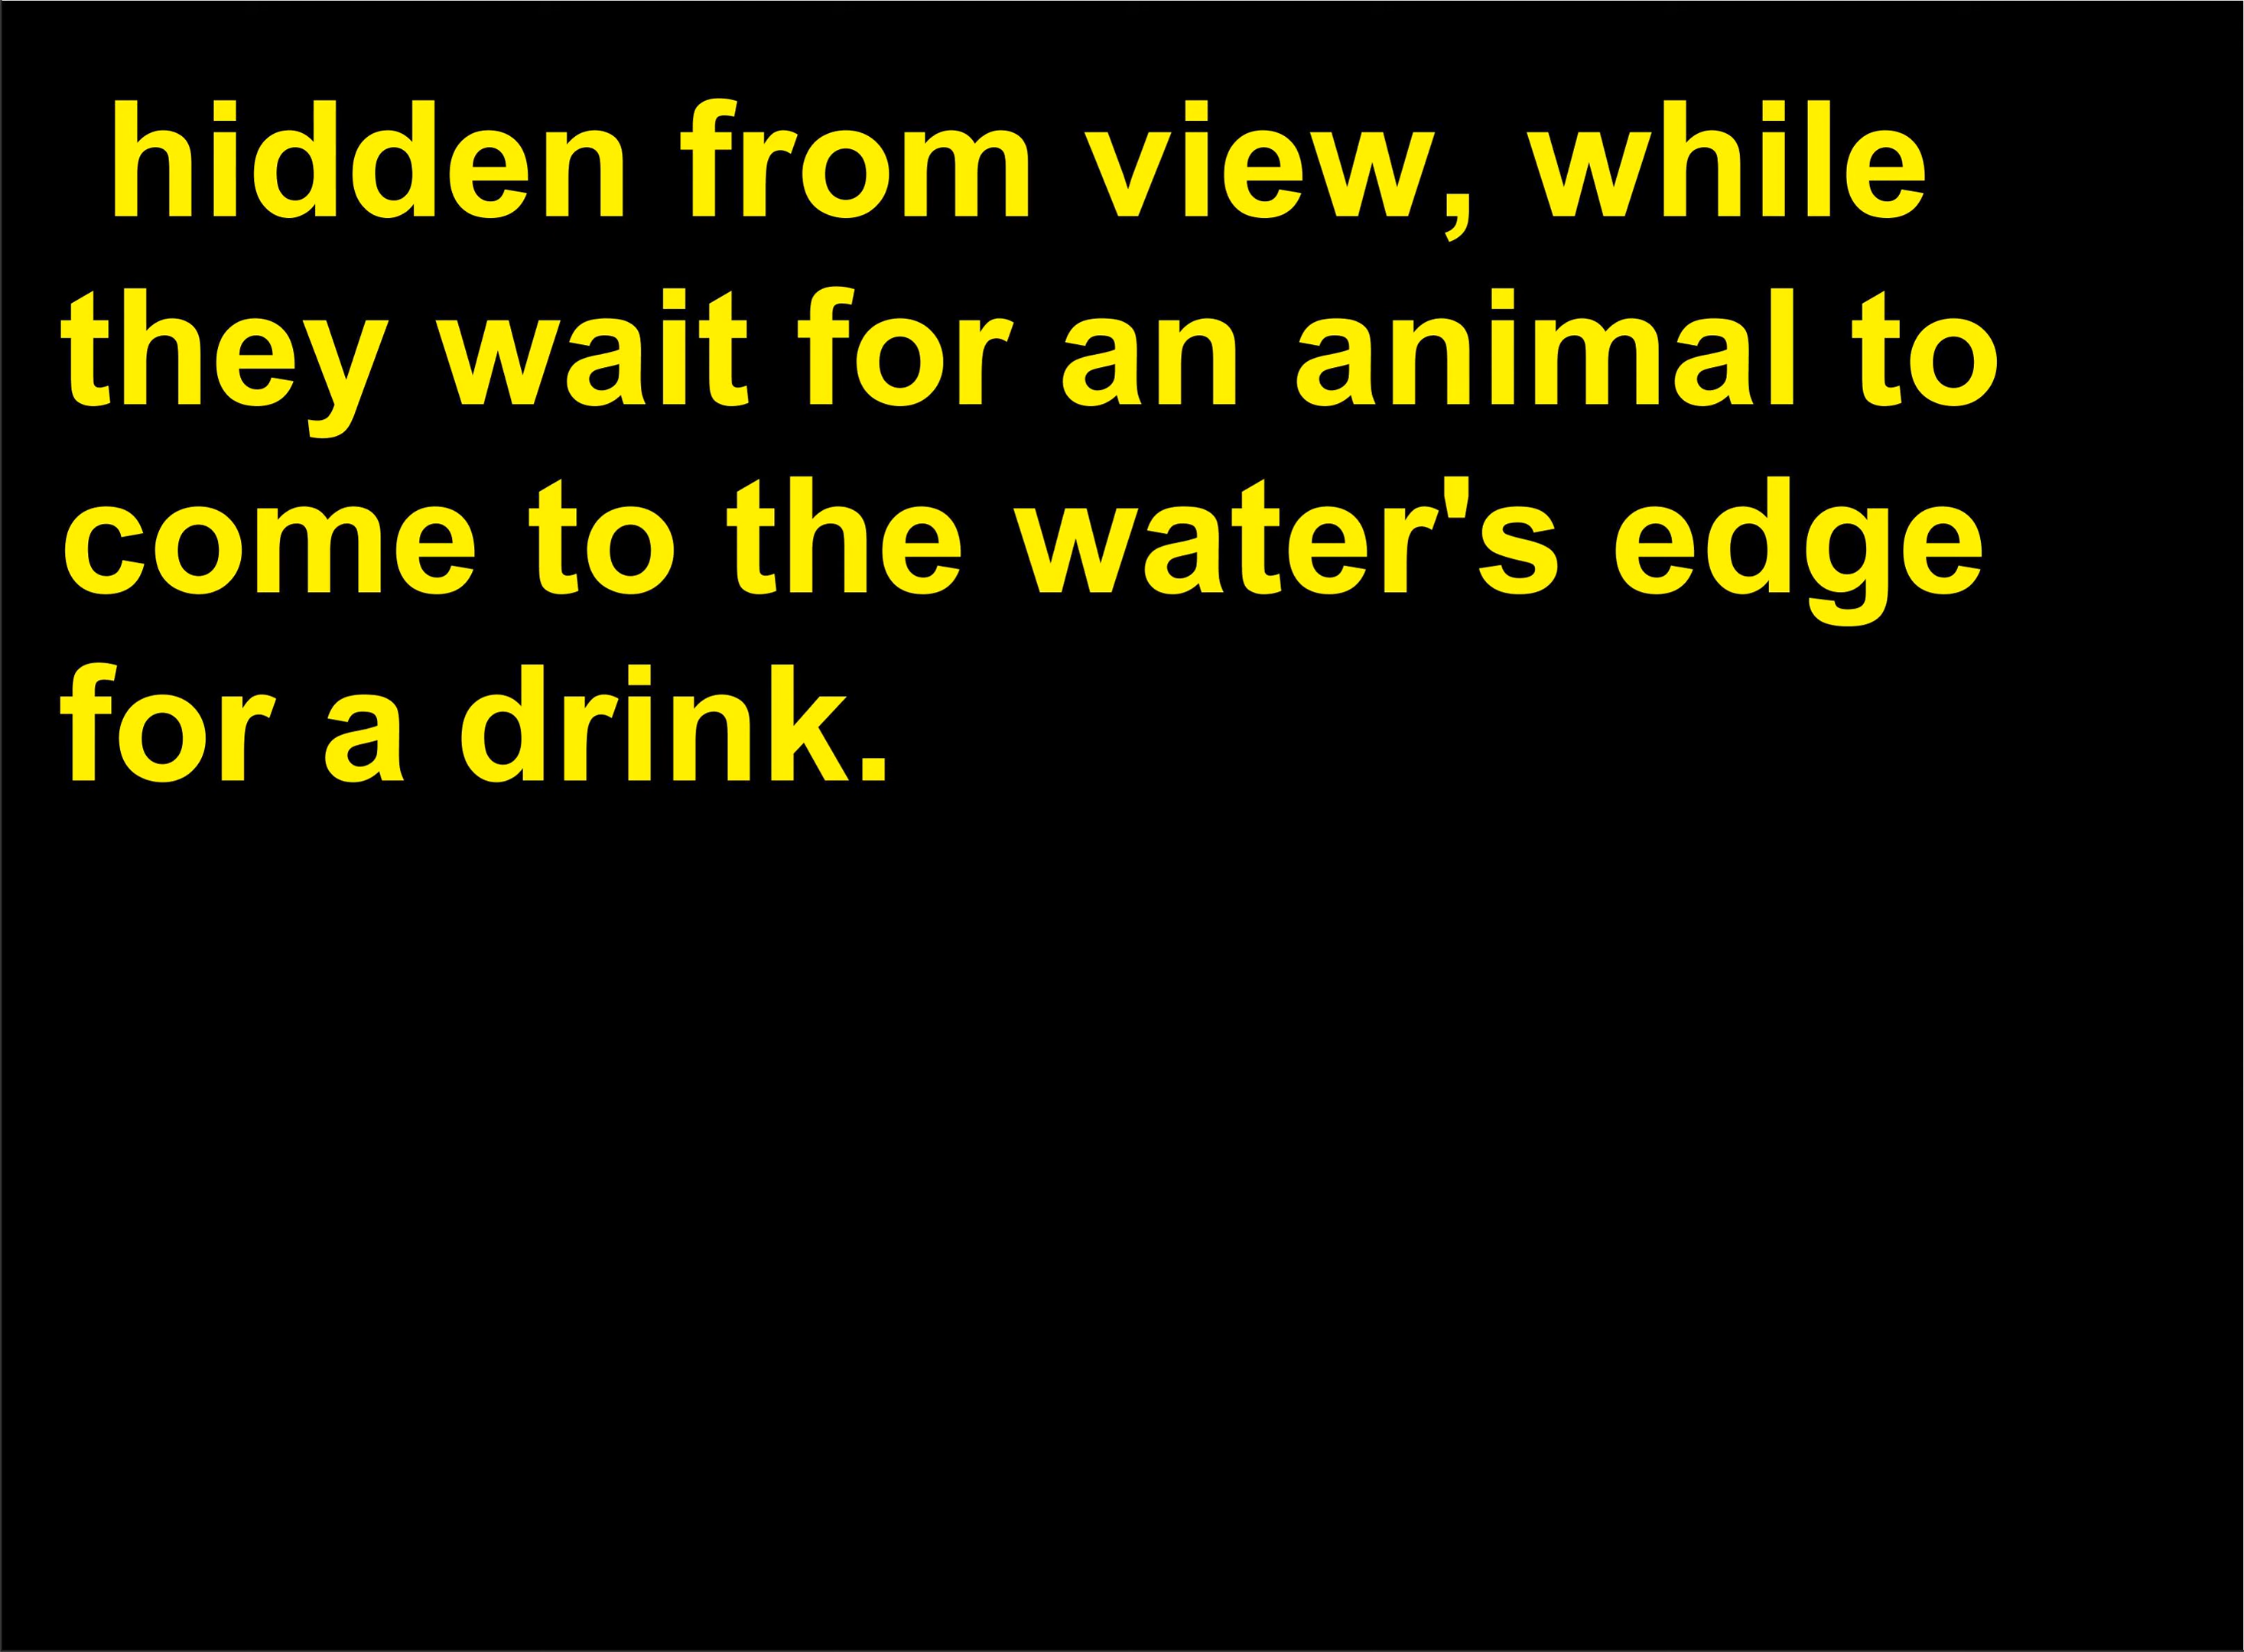 hidden from view, while
they wait for an animal to
come to the water's edge
for a drink.